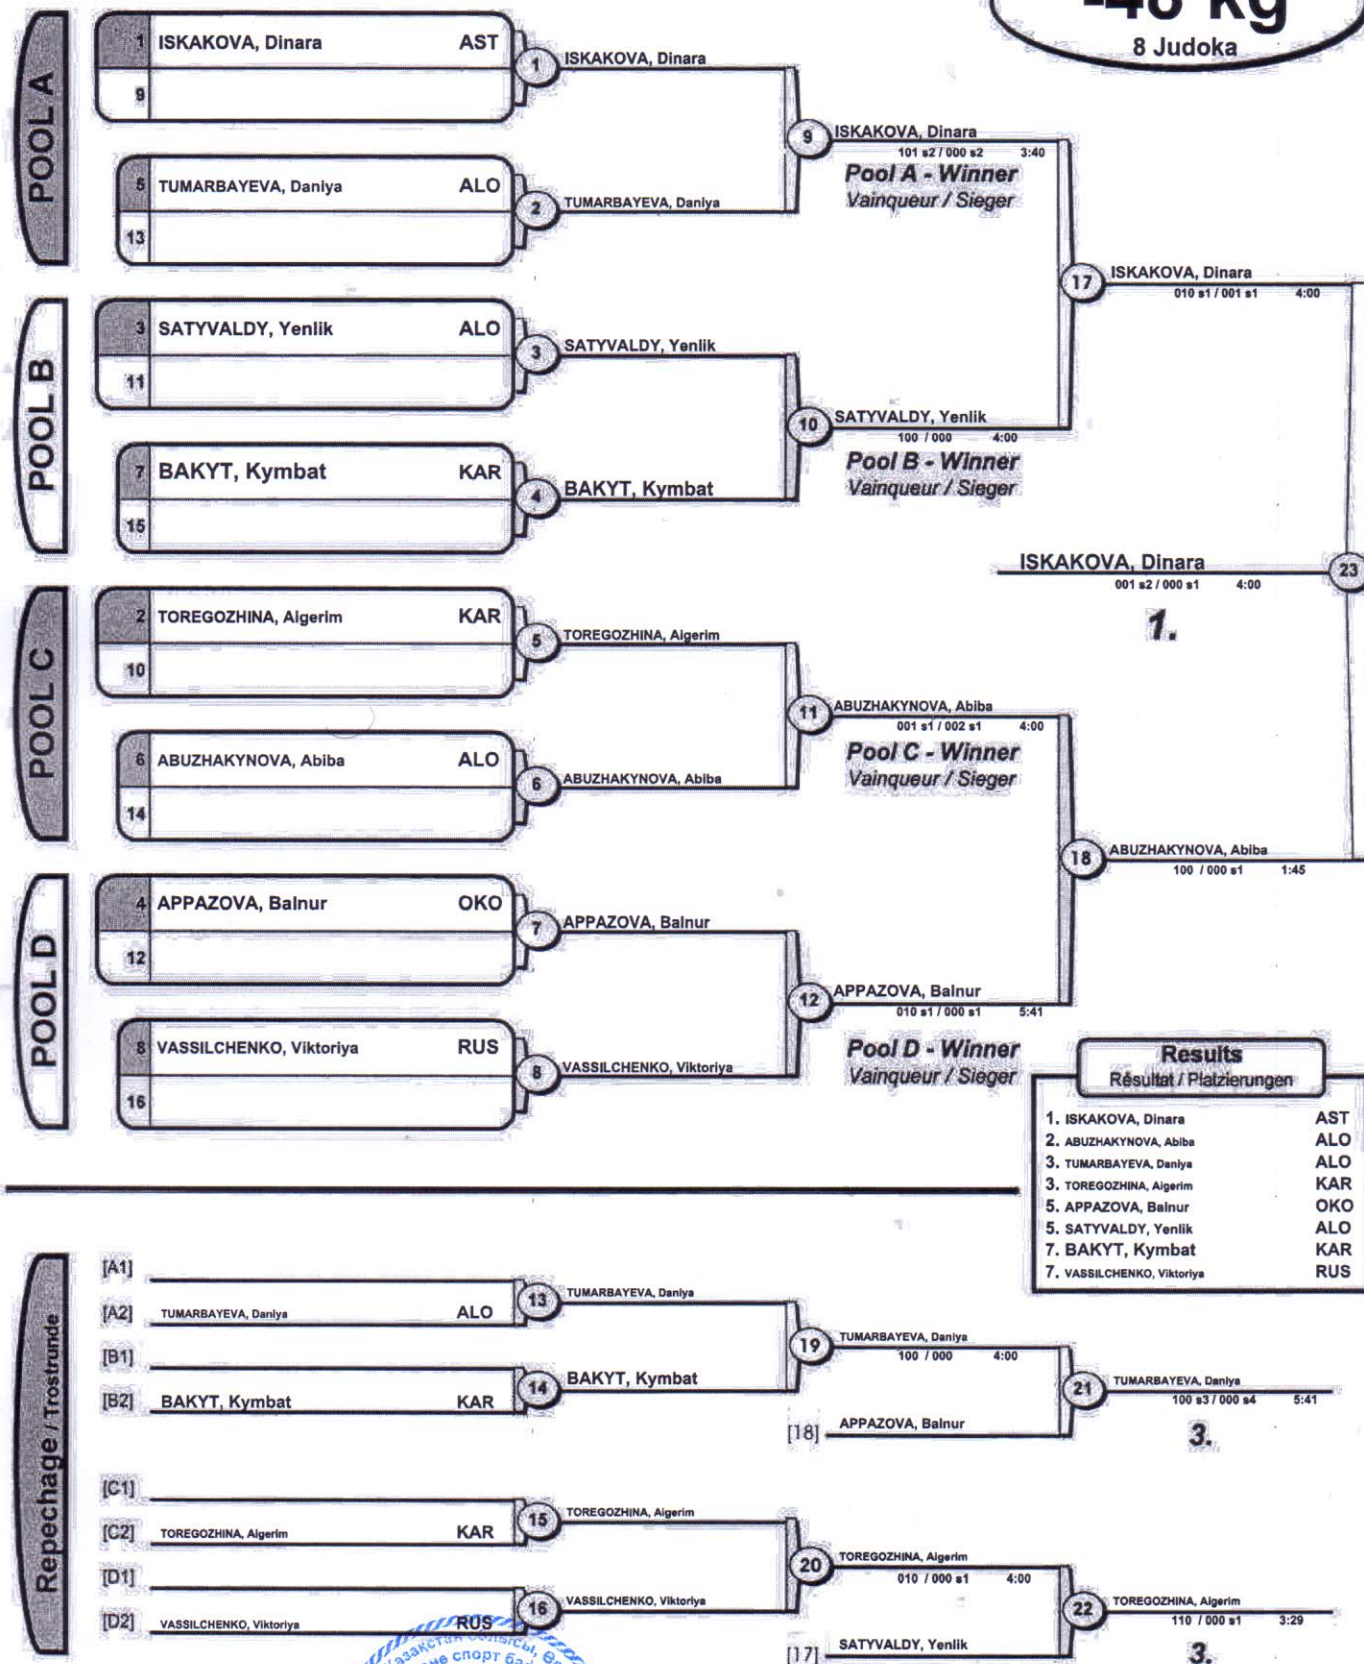 -48 kg
8 Judoka
POOL A
1 ISKAKOVA, Dinara AST
9
5 TUMARBAYEVA, Daniya ALO
13
1 ISKAKOVA, Dinara
2 TUMARBAYEVA, Daniya
9 ISKAKOVA, Dinara
101 s2 / 000 s2 3:40
Pool A - Winner
Vainqueur / Sieger
POOL B
3 SATYVALDY, Yenlik ALO
11
7 BAKYT, Kymbat KAR
15
3 SATYVALDY, Yenlik
4 BAKYT, Kymbat
10 SATYVALDY, Yenlik
100 / 000 4:00
Pool B - Winner
Vainqueur / Sieger
17 ISKAKOVA, Dinara
010 s1 / 001 s1 4:00
ISKAKOVA, Dinara 23
001 s2 / 000 s1 4:00
1.
POOL C
2 TOREGOZHINA, Aigerim KAR
10
6 ABUZHAKYNOVA, Abiba ALO
14
5 TOREGOZHINA, Aigerim
6 ABUZHAKYNOVA, Abiba
11 ABUZHAKYNOVA, Abiba
001 s1 / 002 s1 4:00
Pool C - Winner
Vainqueur / Sieger
18 ABUZHAKYNOVA, Abiba
100 / 000 s1 1:45
POOL D
4 APPAZOVA, Balnur OKO
12
8 VASSILCHENKO, Viktoriya RUS
16
7 APPAZOVA, Balnur
8 VASSILCHENKO, Viktoriya
12 APPAZOVA, Balnur
010 s1 / 000 s1 5:41
Pool D - Winner
Vainqueur / Sieger
Results
Résultat / Platzierungen
1. ISKAKOVA, Dinara AST
2. ABUZHAKYNOVA, Abiba ALO
3. TUMARBAYEVA, Daniya ALO
3. TOREGOZHINA, Aigerim KAR
5. APPAZOVA, Balnur OKO
5. SATYVALDY, Yenlik ALO
7. BAKYT, Kymbat KAR
7. VASSILCHENKO, Viktoriya RUS
Repechage / Trostrunde
[A1]
[A2] TUMARBAYEVA, Daniya ALO
[B1]
[B2] BAKYT, Kymbat KAR
13 TUMARBAYEVA, Daniya
14 BAKYT, Kymbat
19 TUMARBAYEVA, Daniya
100 / 000 4:00
[18] APPAZOVA, Balnur
21 TUMARBAYEVA, Daniya
100 s3 / 000 s4 5:41
3.
[C1]
[C2] TOREGOZHINA, Aigerim KAR
[D1]
[D2] VASSILCHENKO, Viktoriya RUS
15 TOREGOZHINA, Aigerim
16 VASSILCHENKO, Viktoriya
20 TOREGOZHINA, Aigerim
010 / 000 s1 4:00
[17] SATYVALDY, Yenlik
22 TOREGOZHINA, Aigerim
110 / 000 s1 3:29
3.
спорт